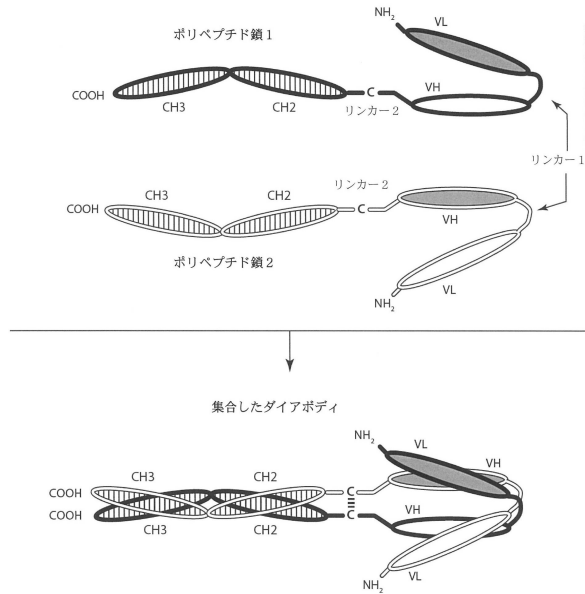 NH2
VL
ポリペプチド鎖1
COOH
CH3
CH2
C
リンカー2
VH
リンカー1
リンカー2
CH3
CH2
COOH
C
VH
ポリペプチド鎖2
VL
NH2
集合したダイアボディ
NH2
VL
VH
CH3
CH2
COOH
C
COOH
C
VH
CH3
CH2
VL
NH2